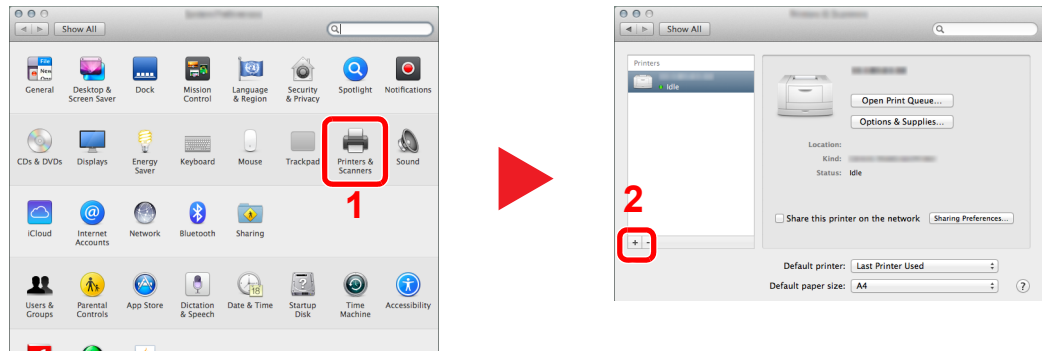 Show All
General
Desktop &
Screen Saver
Dock
Mission
Control
Language
& Region
Security
& Privacy
Spotlight
Notifications
CDs & DVDs
Displays
Energy
Saver
Keyboard
Mouse
Trackpad
Printers &
Scanners
Sound
1
iCloud
Internet
Accounts
Network
Bluetooth
Sharing
Users &
Groups
Parental
Controls
App Store
Dictation
& Speech
Date & Time
Startup
Disk
Time
Machine
Accessibility
Show All
Printers
Idle
Open Print Queue...
Options & Supplies...
Location:
Kind:
Status: Idle
2
Share this printer on the network Sharing Preferences...
+ -
Default printer: Last Printer Used
Default paper size: A4
?